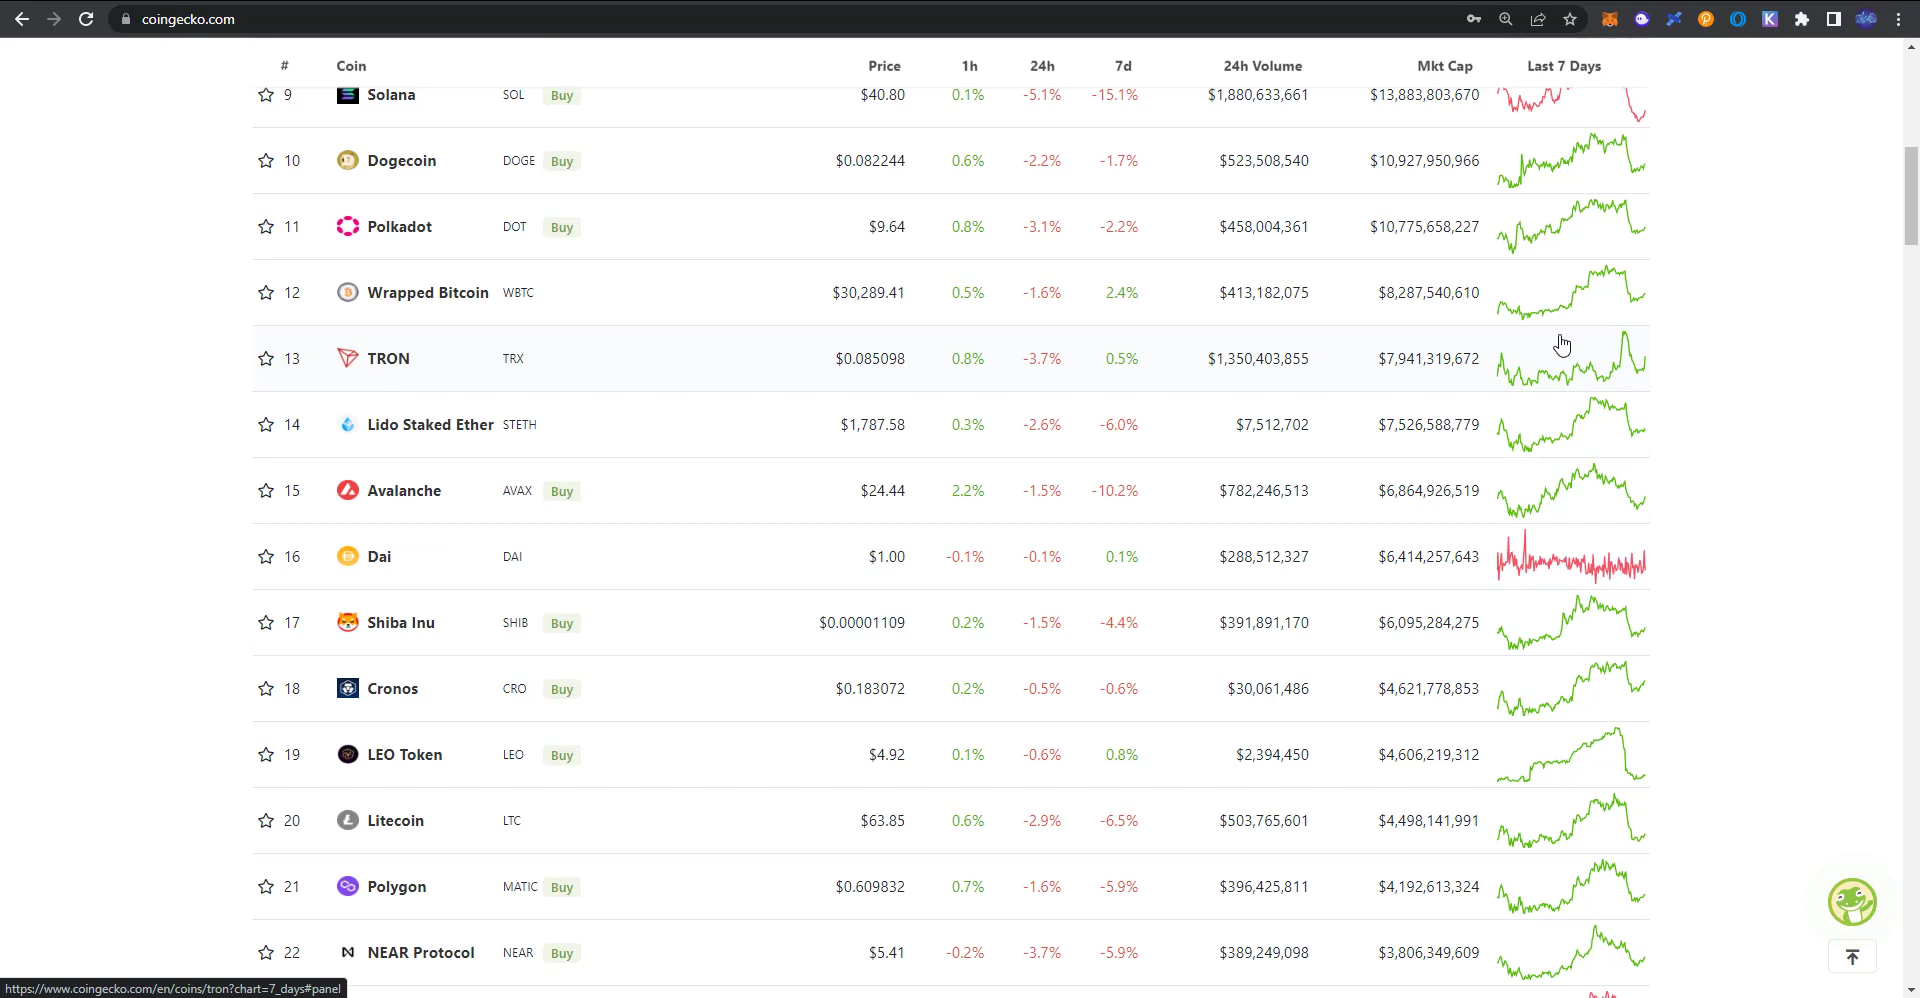 coingecko.com
# Coin Price 1h 24h 7d 24h Volume Mkt Cap Last 7 Days
9 Solana SOL Buy $40.80 0.1% -5.1% -15.1% $1,880,633,661 $13,883,803,670
10 Dogecoin DOGE Buy $0.082244 0.6% -2.2% -1.7% $523,508,540 $10,927,950,966
11 Polkadot DOT Buy $9.64 0.8% -3.1% -2.2% $458,004,361 $10,775,658,227
12 Wrapped Bitcoin WBTC $30,289.41 0.5% -1.6% 2.4% $413,182,075 $8,287,540,610
13 TRON TRX $0.085098 0.8% -3.7% 0.5% $1,350,403,855 $7,941,319,672
14 Lido Staked Ether STETH $1,787.58 0.3% -2.6% -6.0% $7,512,702 $7,526,588,779
15 Avalanche AVAX Buy $24.44 2.2% -1.5% -10.2% $782,246,513 $6,864,926,519
16 Dai DAI $1.00 -0.1% -0.1% 0.1% $288,512,327 $6,414,257,643
17 Shiba Inu SHIB Buy $0.00001109 0.2% -1.5% -4.4% $391,891,170 $6,095,284,275
18 Cronos CRO Buy $0.183072 0.2% -0.5% -0.6% $30,061,486 $4,621,778,853
19 LEO Token LEO Buy $4.92 0.1% -0.6% 0.8% $2,394,450 $4,606,219,312
20 Litecoin LTC $63.85 0.6% -2.9% -6.5% $503,765,601 $4,498,141,991
21 Polygon MATIC Buy $0.609832 0.7% -1.6% -5.9% $396,425,811 $4,192,613,324
22 NEAR Protocol NEAR Buy $5.41 -0.2% -3.7% -5.9% $389,249,098 $3,806,349,609
https://www.coingecko.com/en/coins/tron?chart=7_days#panel